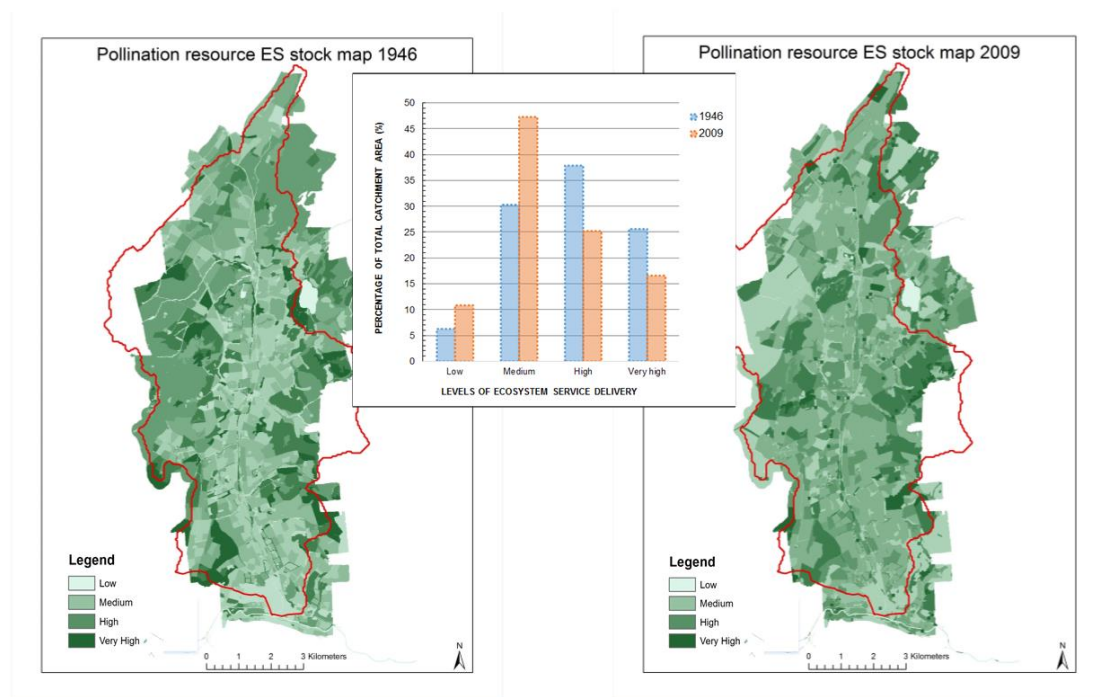 Pollination resource ES stock map 1946
Legend
Low
Medium
High
Very High
0 1 2 3 Kilometers
N
50
45
40
35
30
25
20
15
10
5
0
PERCENTAGE OF TOTAL CATCHMENT AREA (%)
1946
2009
Low Medium High Very high
LEVELS OF ECOSYSTEM SERVICE DELIVERY
Pollination resource ES stock map 2009
Legend
Low
Medium
High
Very High
0 1 2 3 Kilometers
N